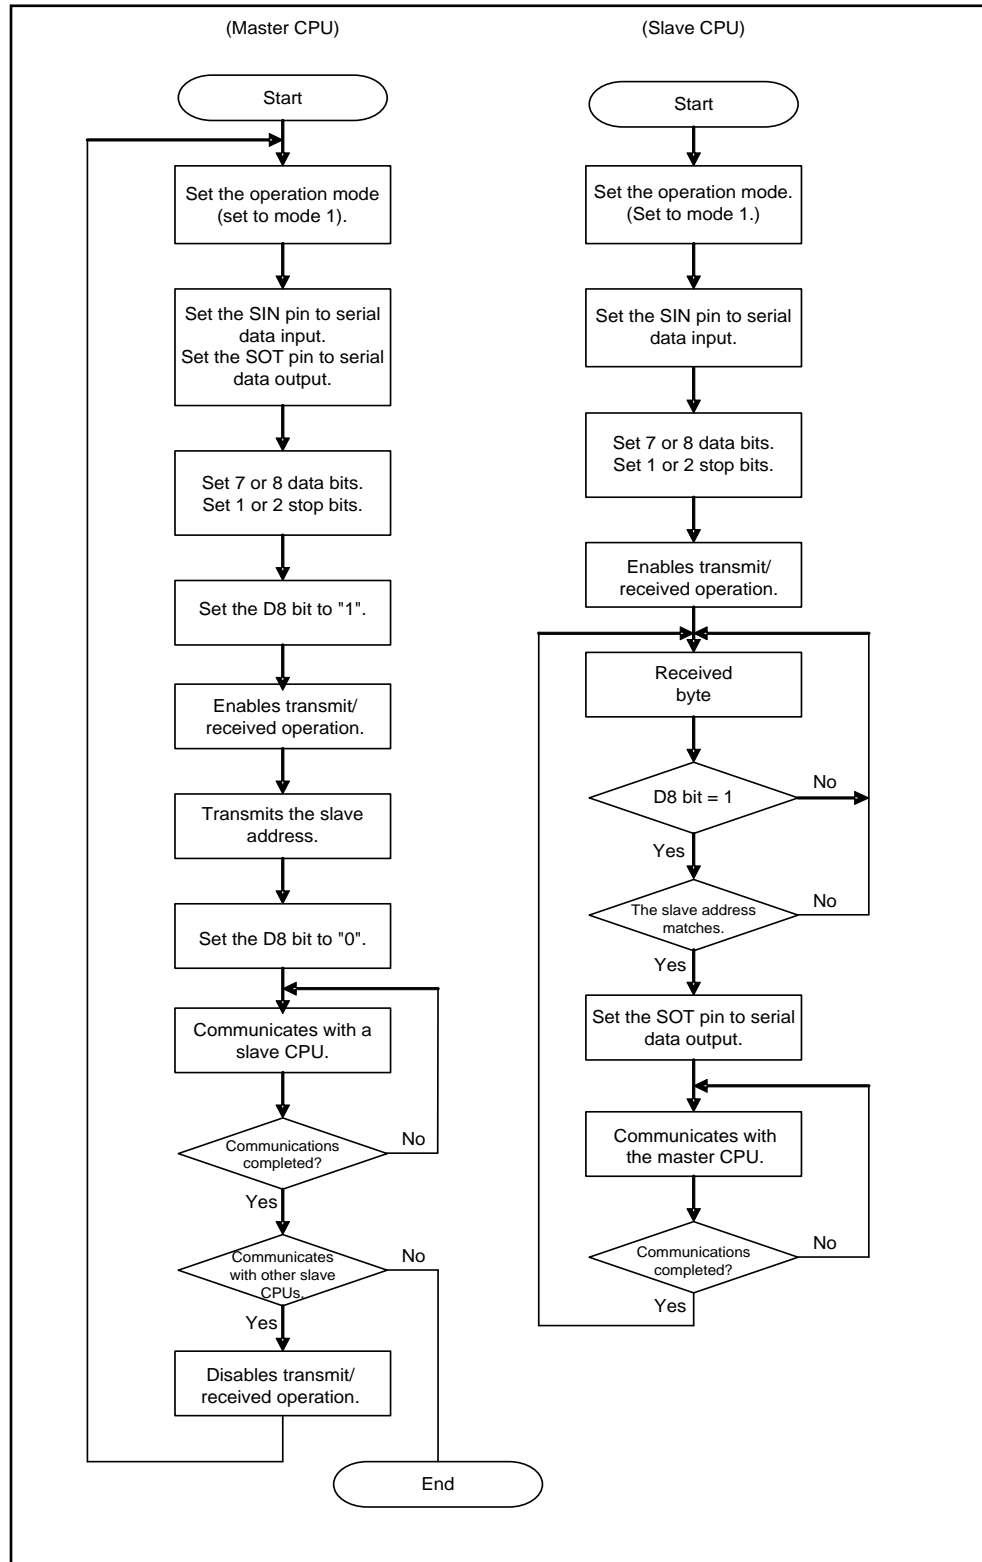 (Master CPU)
Start
Set the operation mode
(set to mode 1).
Set the SIN pin to serial
data input.
Set the SOT pin to serial
data output.
Set 7 or 8 data bits.
Set 1 or 2 stop bits.
Set the D8 bit to "1".
Enables transmit/
received operation.
Transmits the slave
address.
Set the D8 bit to "0".
Communicates with a
slave CPU.
Communications
completed?
No
Yes
Communicates
with other slave
CPUs.
No
Yes
Disables transmit/
received operation.
End
(Slave CPU)
Start
Set the operation mode.
(Set to mode 1.)
Set the SIN pin to serial
data input.
Set 7 or 8 data bits.
Set 1 or 2 stop bits.
Enables transmit/
received operation.
Received
byte
D8 bit = 1
No
Yes
The slave address
matches.
No
Yes
Set the SOT pin to serial
data output.
Communicates with
the master CPU.
Communications
completed?
No
Yes